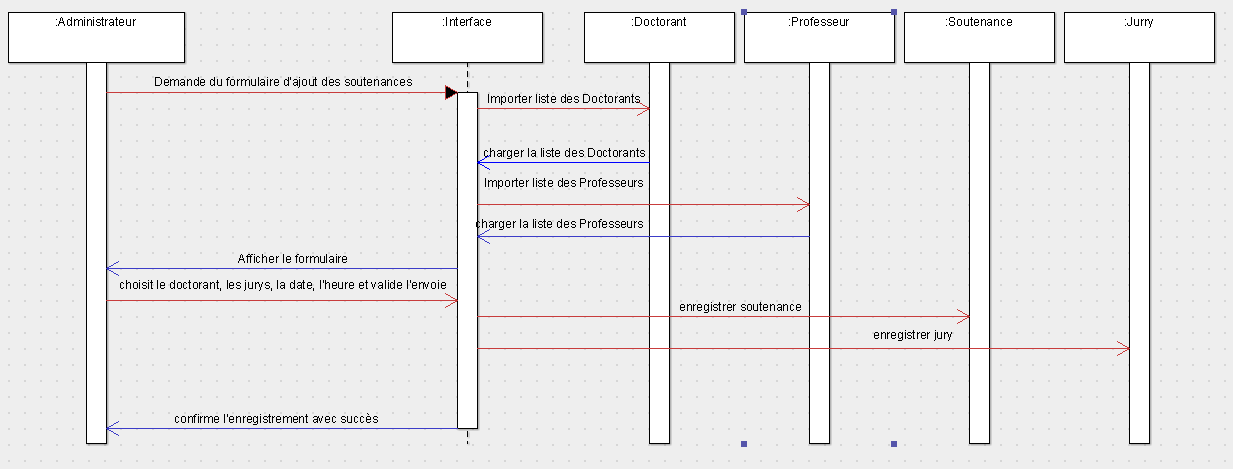 :Administrateur
:Interface
:Doctorant
:Professeur
:Soutenance
:Jurry
Demande du formulaire d'ajout des soutenances
Importer liste des Doctorants
charger la liste des Doctorants
Importer liste des Professeurs
charger la liste des Professeurs
Afficher le formulaire
choisit le doctorant, les jurys, la date, l'heure et valide l'envoie
enregistrer soutenance
enregistrer jury
confirme l'enregistrement avec succès